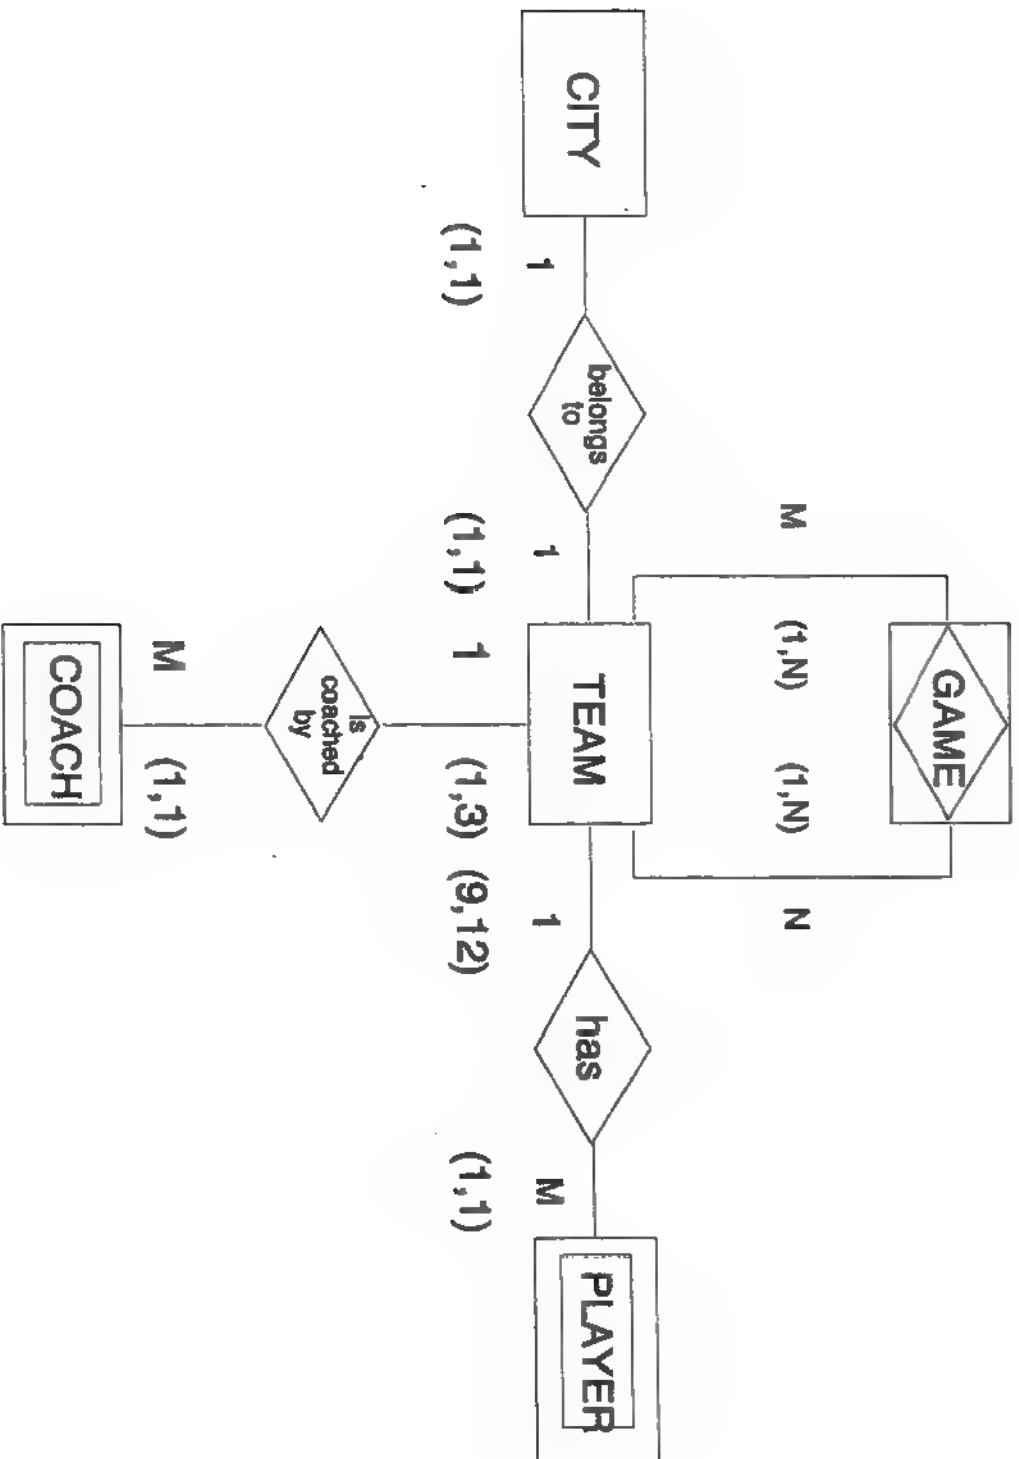 GAME
M (1,N) (1,N) N
CITY
belongs
to
TEAM
has
PLAYER
1 1 1 M
(1,1) (1,1) 1 (1,3) (9,12) (1,1)
is
coached
by
M (1,1)
COACH